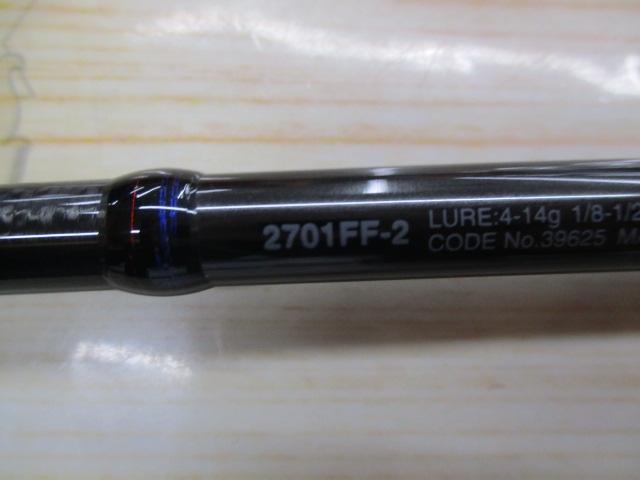 2701FF-2
LURE:4-14g 1/8-1/2
CODE No.39625